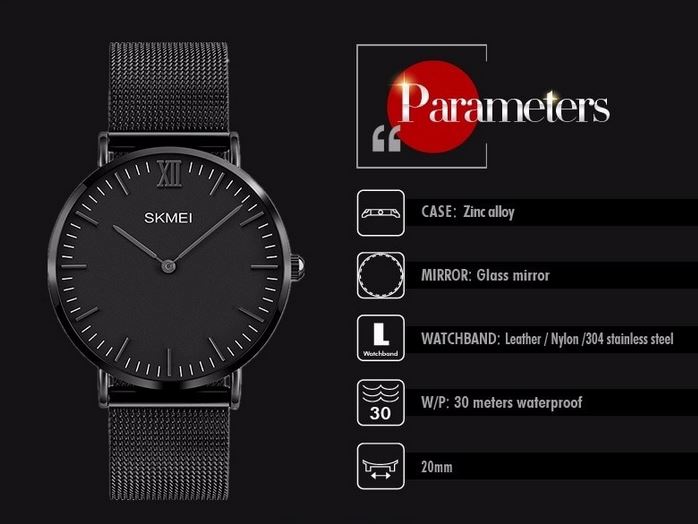 Parameters
XII
SKMEI
CASE: Zinc alloy
MIRROR: Glass mirror
L
Watchband
WATCHBAND: Leather / Nylon /304 stainless steel
30
W/P: 30 meters waterproof
20mm